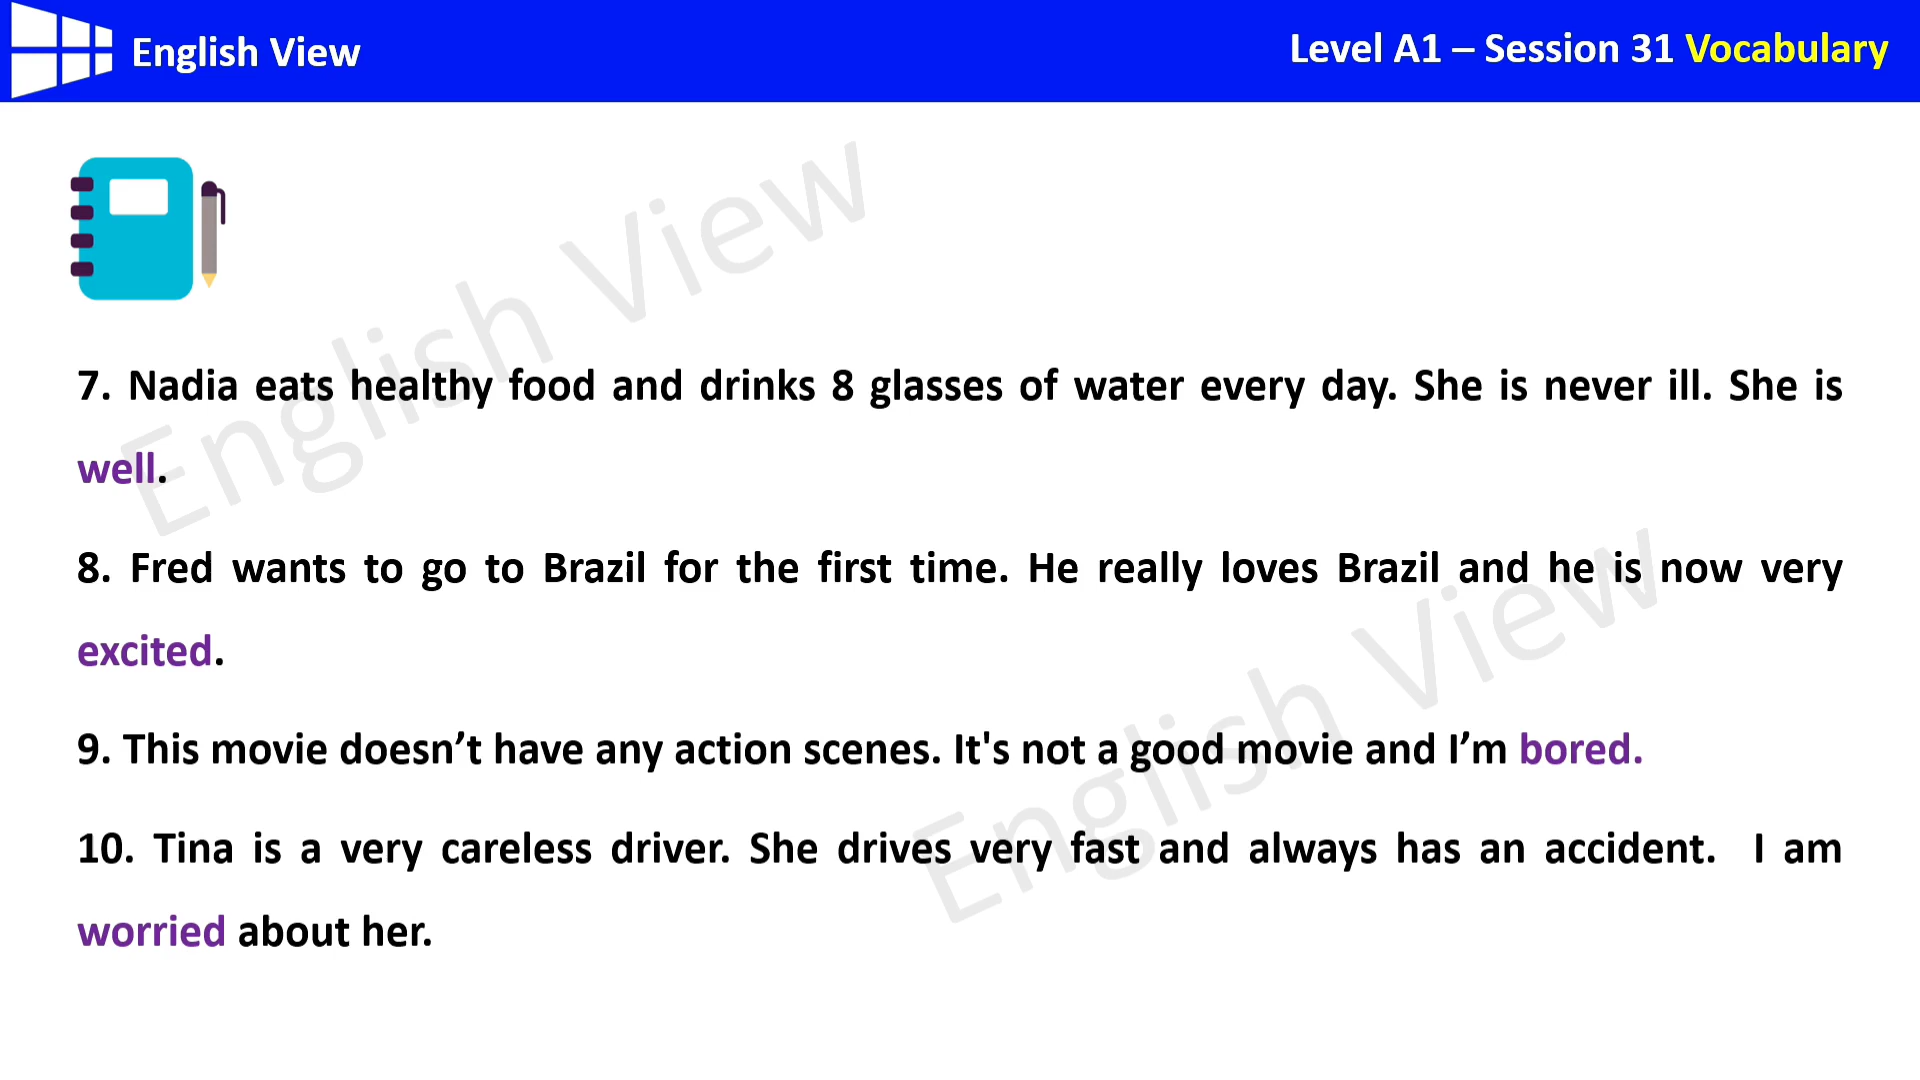 English View
Level A1 – Session 31 Vocabulary
English View
7. Nadia eats healthy food and drinks 8 glasses of water every day. She is never ill. She is
well.
8. Fred wants to go to Brazil for the first time. He really loves Brazil and he is now very
excited.
English View
9. This movie doesn’t have any action scenes. It's not a good movie and I’m bored.
10. Tina is a very careless driver. She drives very fast and always has an accident.  I am
worried about her.